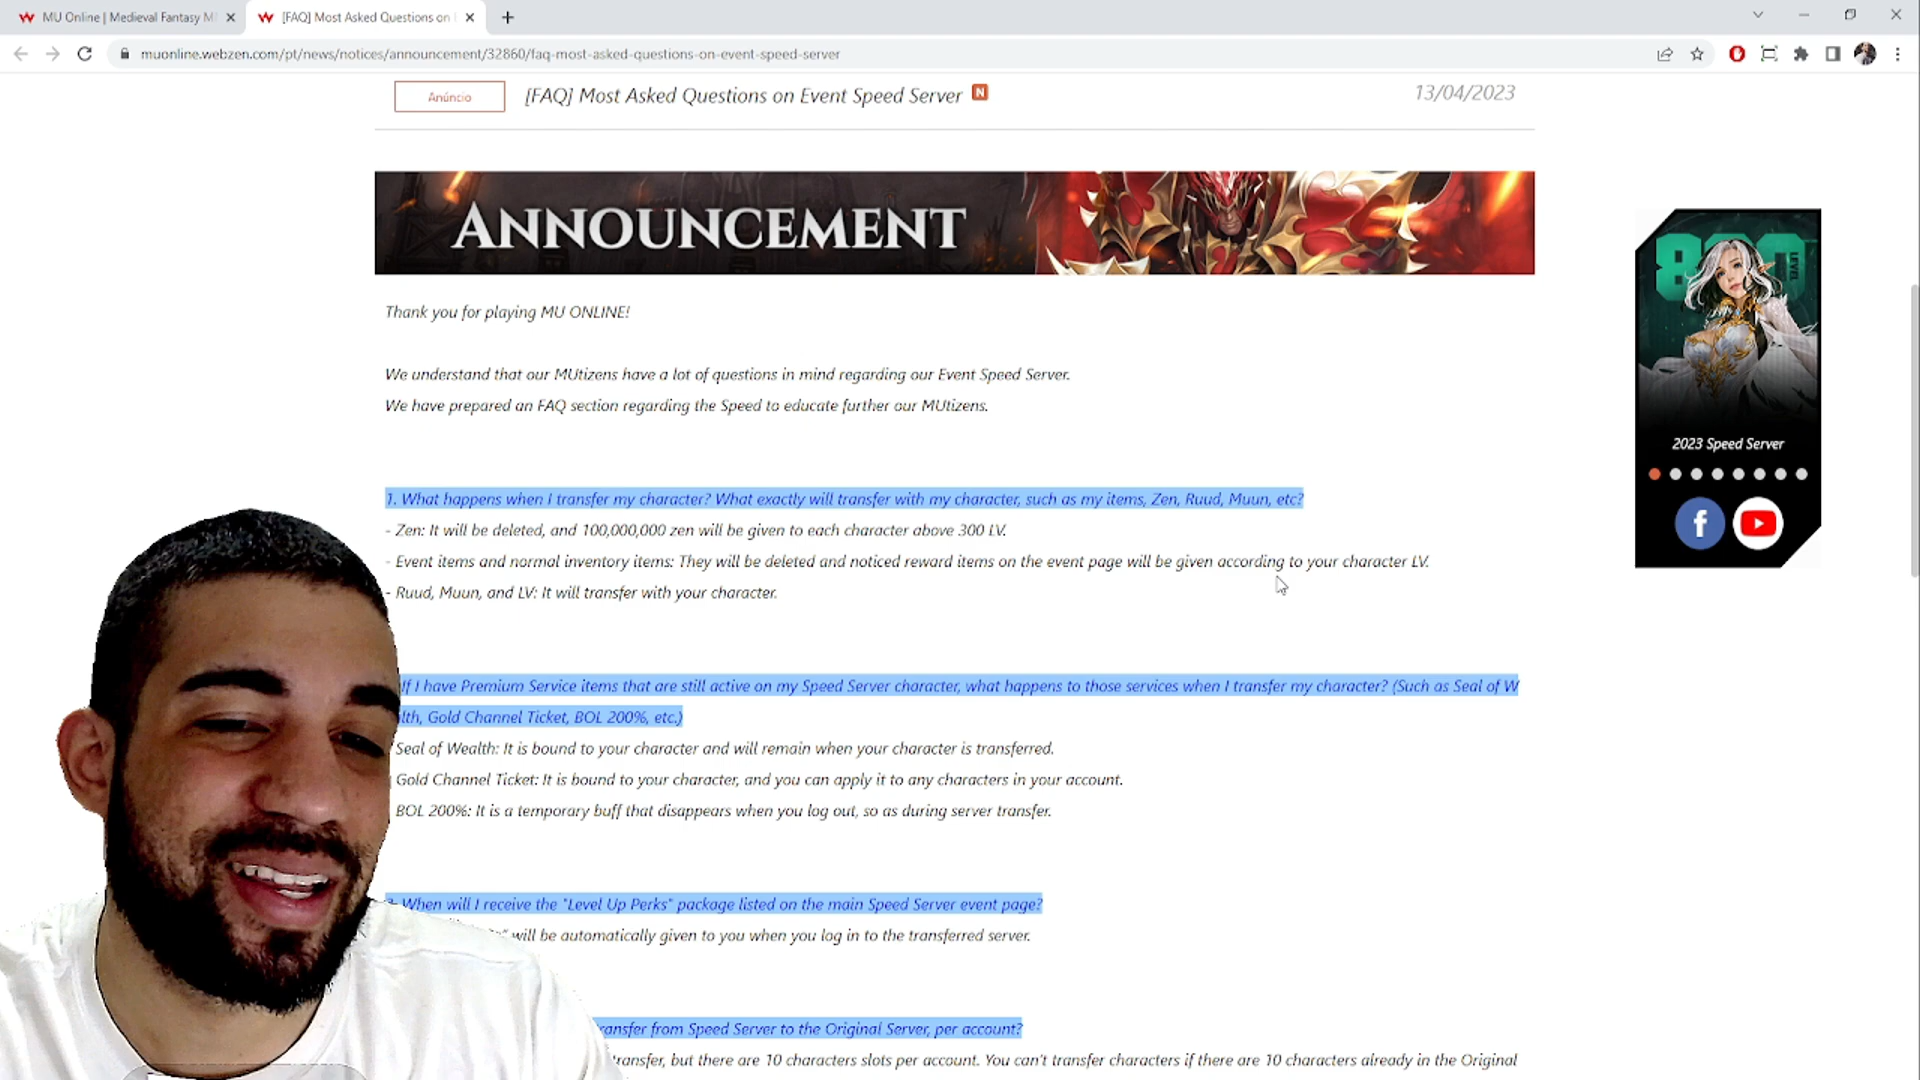 MU Online | Medieval Fantasy M
[FAQ] Most Asked Questions on
muonline.webzen.com/pt/news/notices/announcement/32860/faq-most-asked-questions-on-event-speed-server
Anúncio
[FAQ] Most Asked Questions on Event Speed Server N
13/04/2023
ANNOUNCEMENT
Thank you for playing MU ONLINE!
We understand that our MUtizens have a lot of questions in mind regarding our Event Speed Server.
We have prepared an FAQ section regarding the Speed to educate further our MUtizens.
800 LEVEL
2023 Speed Server
1. What happens when I transfer my character? What exactly will transfer with my character, such as my items, Zen, Ruud, Muun, etc?
- Zen: It will be deleted, and 100,000,000 zen will be given to each character above 300 LV.
- Event items and normal inventory items: They will be deleted and noticed reward items on the event page will be given according to your character LV.
- Ruud, Muun, and LV: It will transfer with your character.
If I have Premium Service items that are still active on my Speed Server character, what happens to those services when I transfer my character? (Such as Seal of W
lth, Gold Channel Ticket, BOL 200%, etc.)
Seal of Wealth: It is bound to your character and will remain when your character is transferred.
Gold Channel Ticket: It is bound to your character, and you can apply it to any characters in your account.
BOL 200%: It is a temporary buff that disappears when you log out, so as during server transfer.
When will I receive the "Level Up Perks" package listed on the main Speed Server event page?
" will be automatically given to you when you log in to the transferred server.
ransfer from Speed Server to the Original Server, per account?
transfer, but there are 10 characters slots per account. You can't transfer characters if there are 10 characters already in the Original